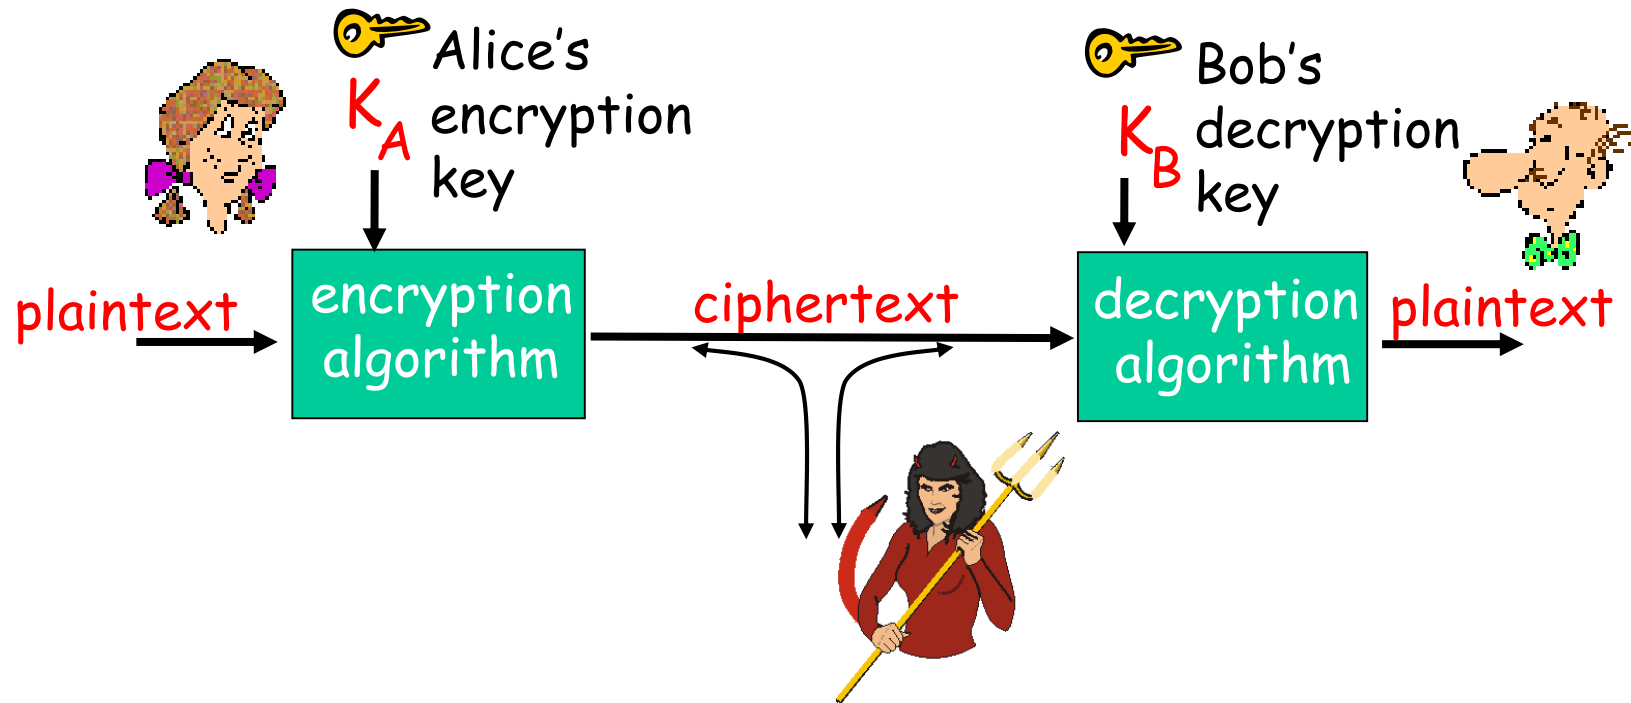 Alice's
encryption
key
K
A
Bob's
decryption
key
K
B
plaintext
encryption
algorithm
ciphertext
decryption
algorithm
plaintext